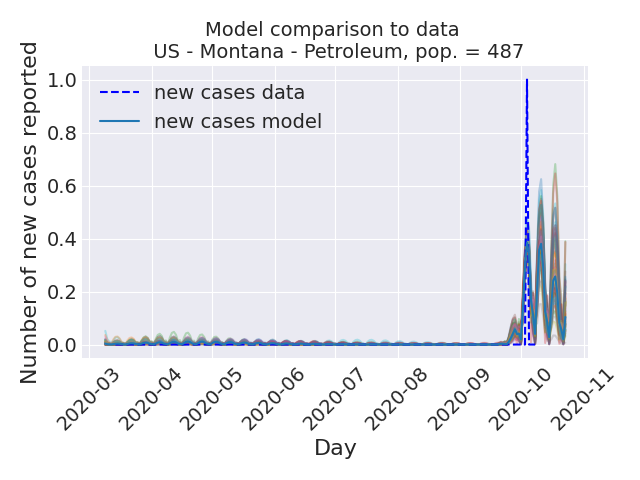 Model comparison to data
US - Montana - Petroleum, pop. = 487
Number of new cases reported
1.0
0.8
0.6
0.4
0.2
0.0
new cases data
new cases model
2020-03
2020-04
2020-05
2020-06
2020-07
2020-08
2020-09
2020-10
2020-11
Day